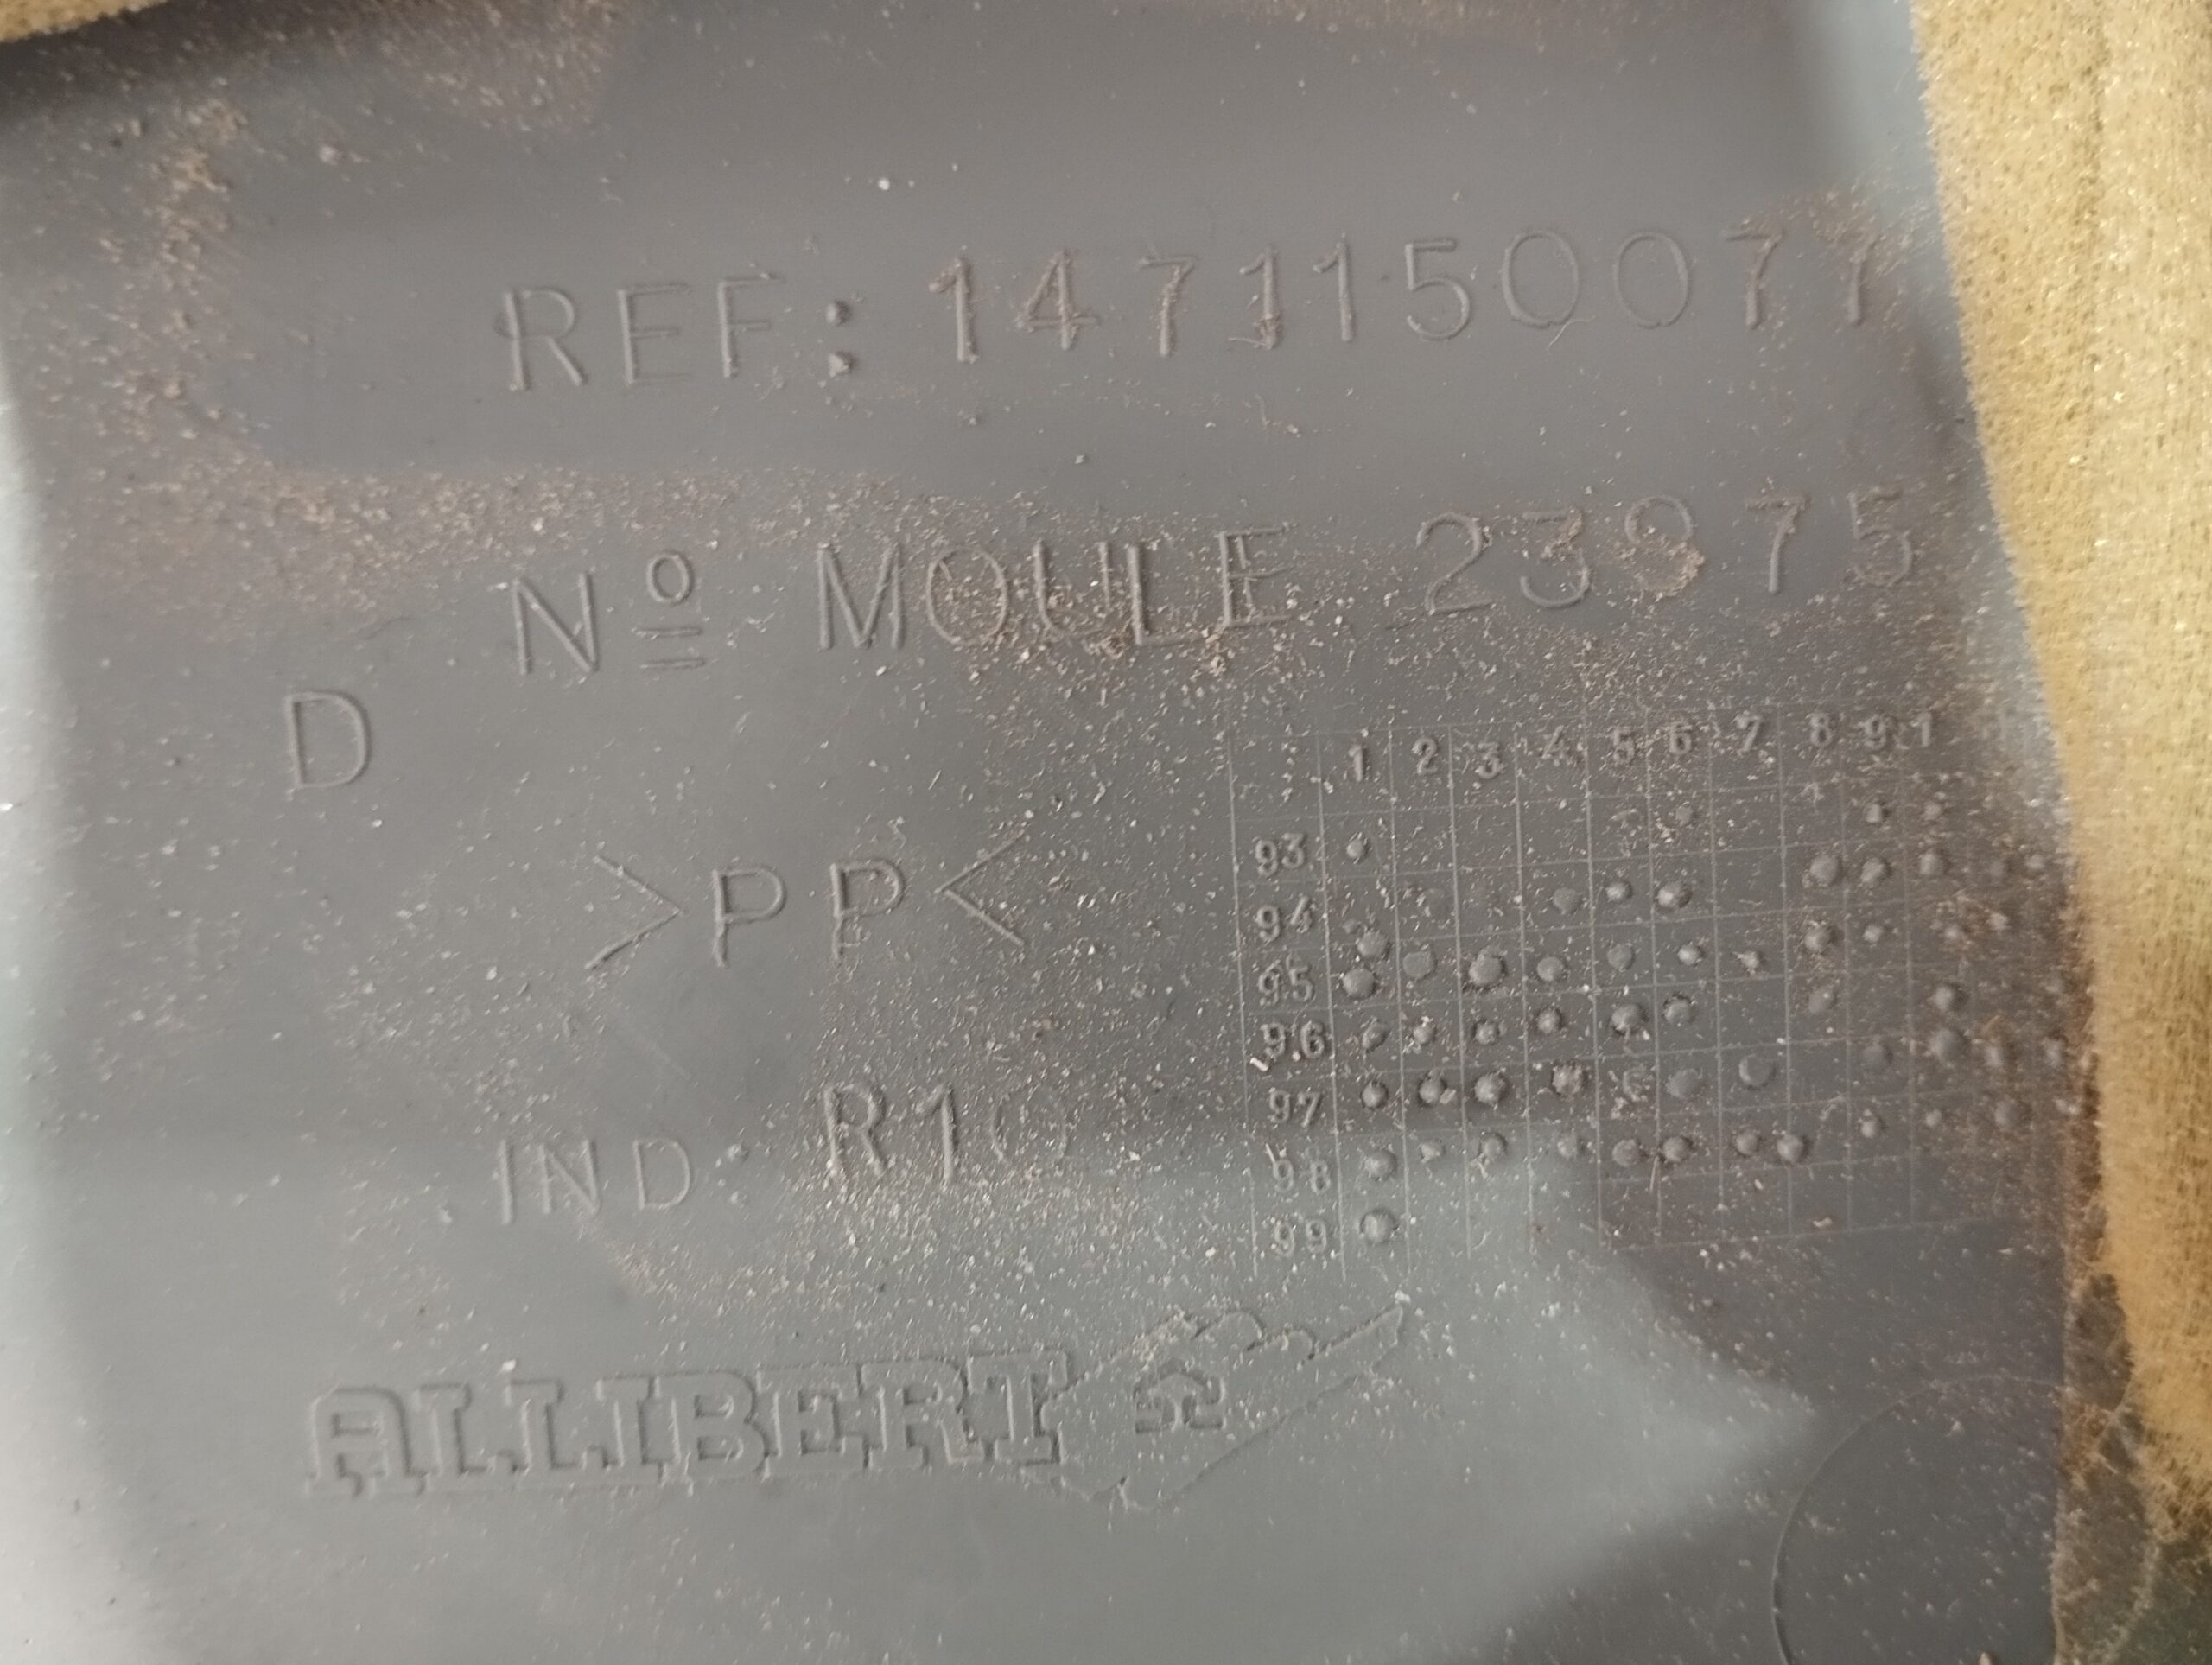 REF: 1471150077
Nº MOULE 23975
D
>PP<
IND: R10
1 2 3 4 5 6 7 8 9 1
93
94
95
96
97
98
99
ALLIBERT